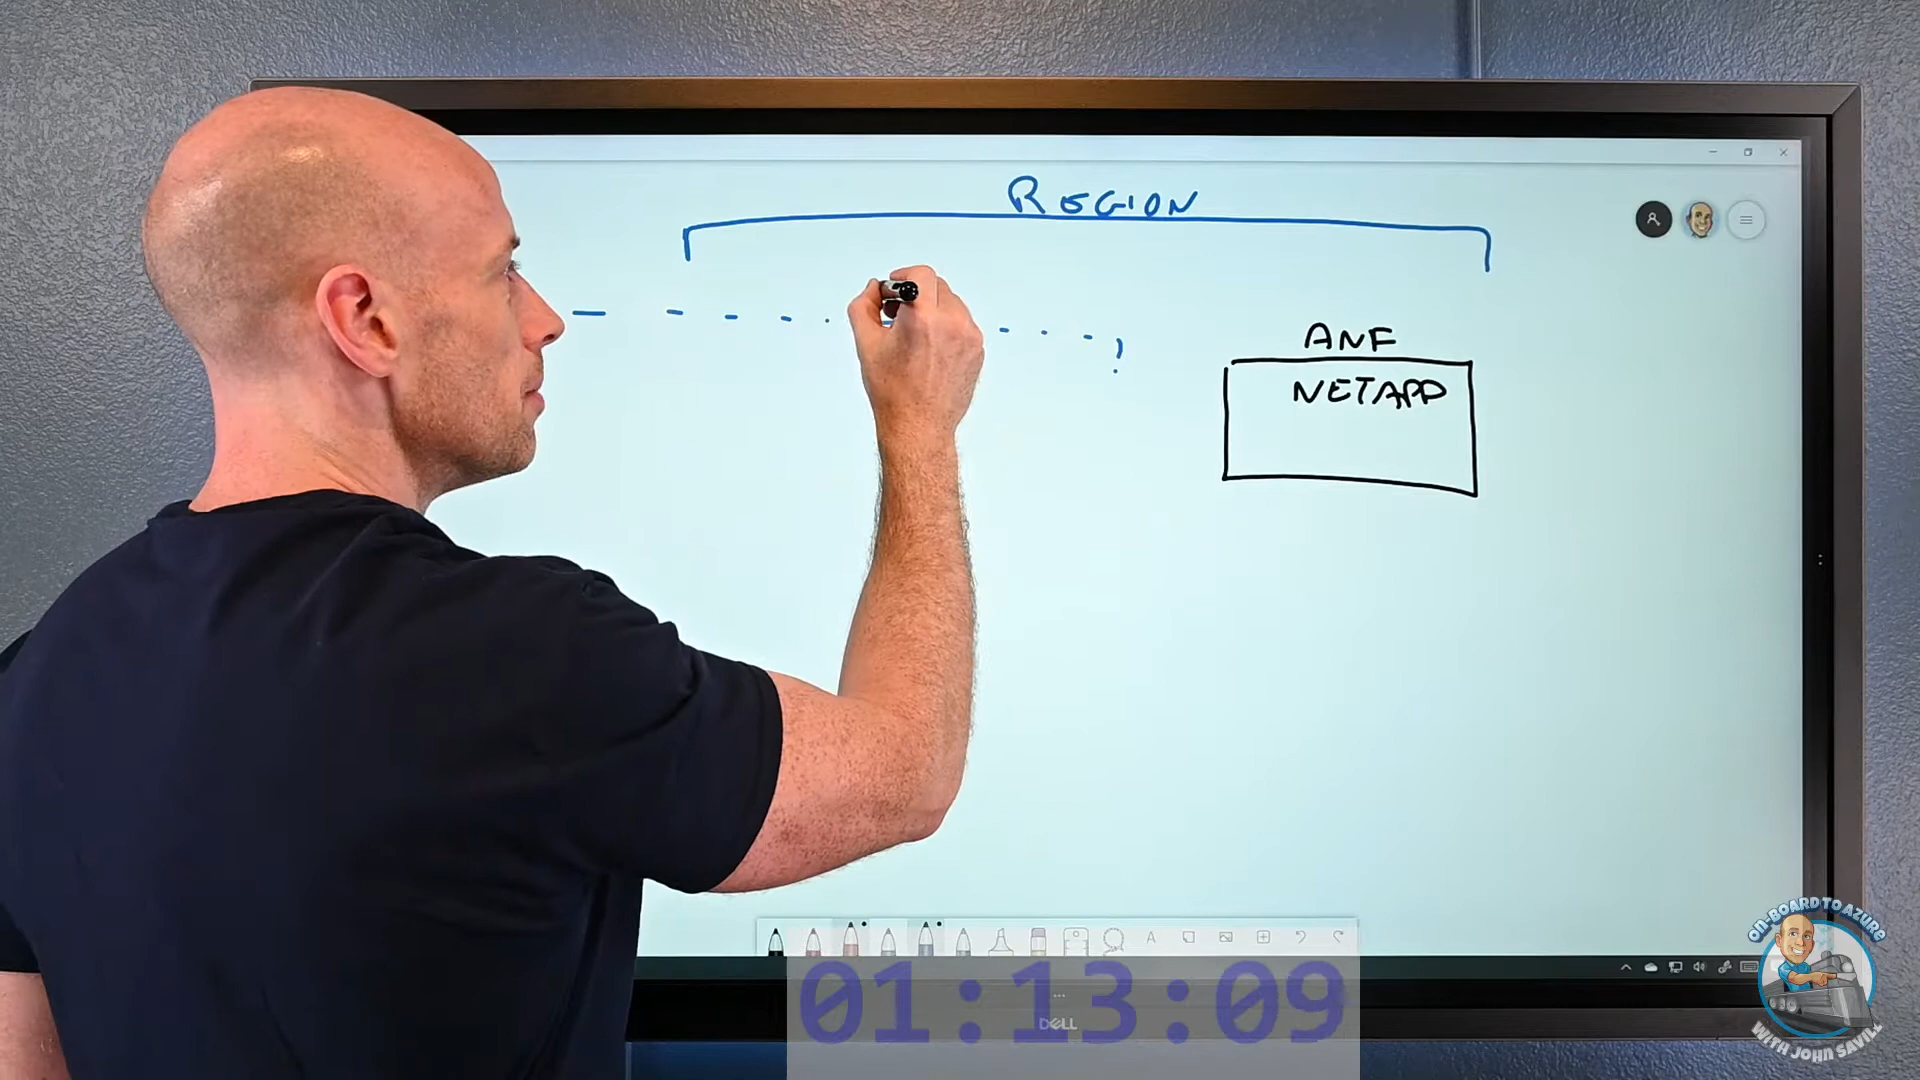 REGION
ANF
NETAPP
A
ON-BOARD TO AZURE
WITH JOHN SAVILL
01:13:09
DELL